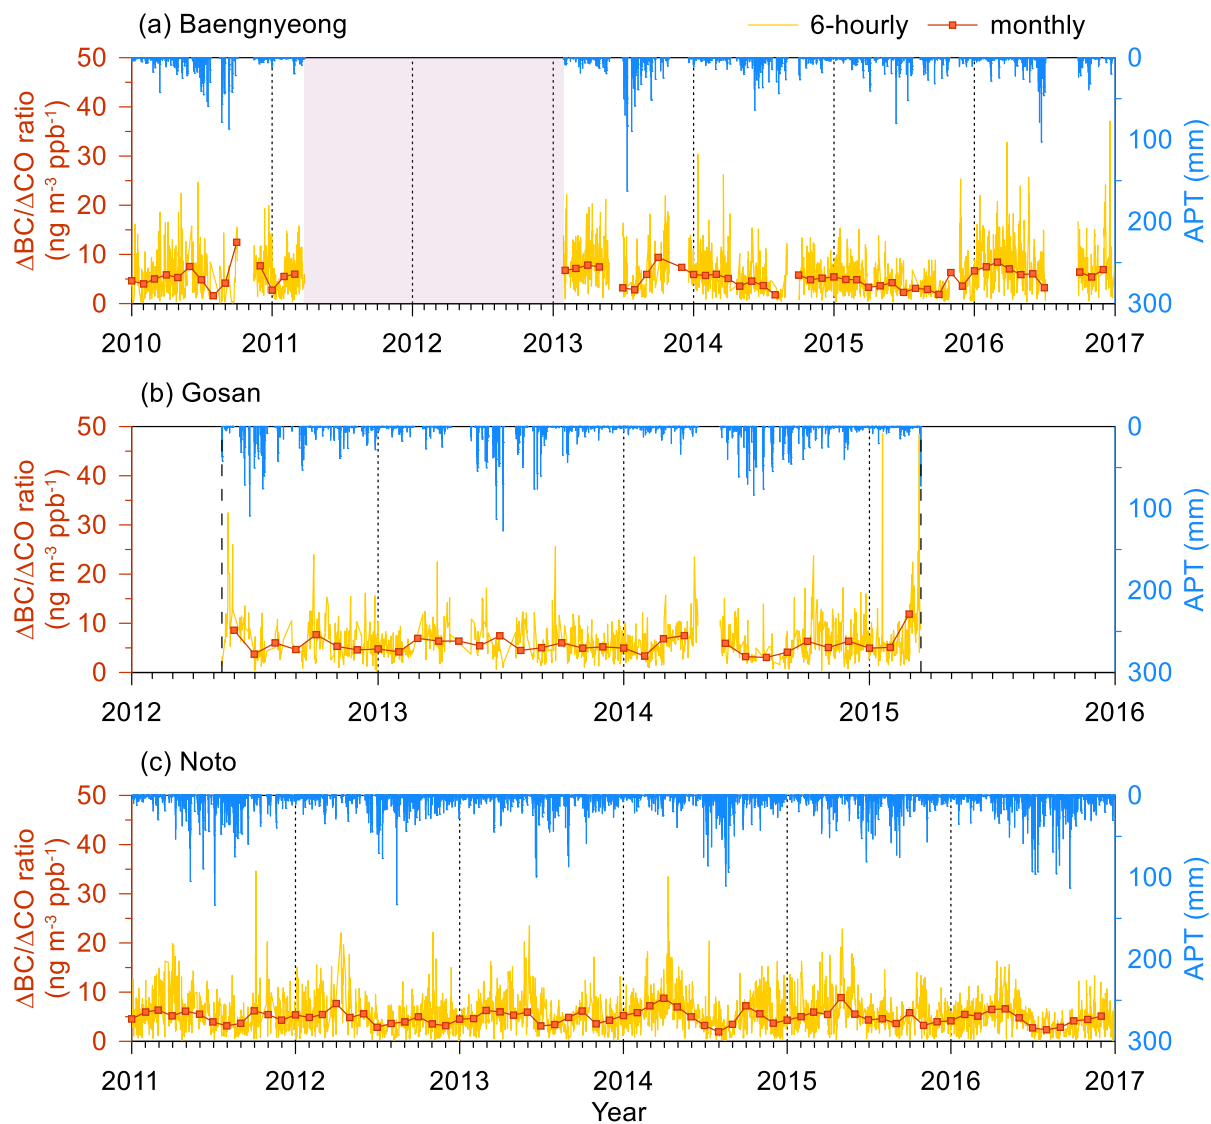 (a) Baengnyeong
6-hourly
monthly
50
40
30
20
10
0
ΔBC/ΔCO ratio
(ng m⁻³ ppb⁻¹)
0
100
200
300
APT (mm)
2010 2011 2012 2013 2014 2015 2016 2017
(b) Gosan
50
40
30
20
10
0
ΔBC/ΔCO ratio
(ng m⁻³ ppb⁻¹)
0
100
200
300
APT (mm)
2012 2013 2014 2015 2016
(c) Noto
50
40
30
20
10
0
ΔBC/ΔCO ratio
(ng m⁻³ ppb⁻¹)
0
100
200
300
APT (mm)
2011 2012 2013 2014 2015 2016 2017
Year